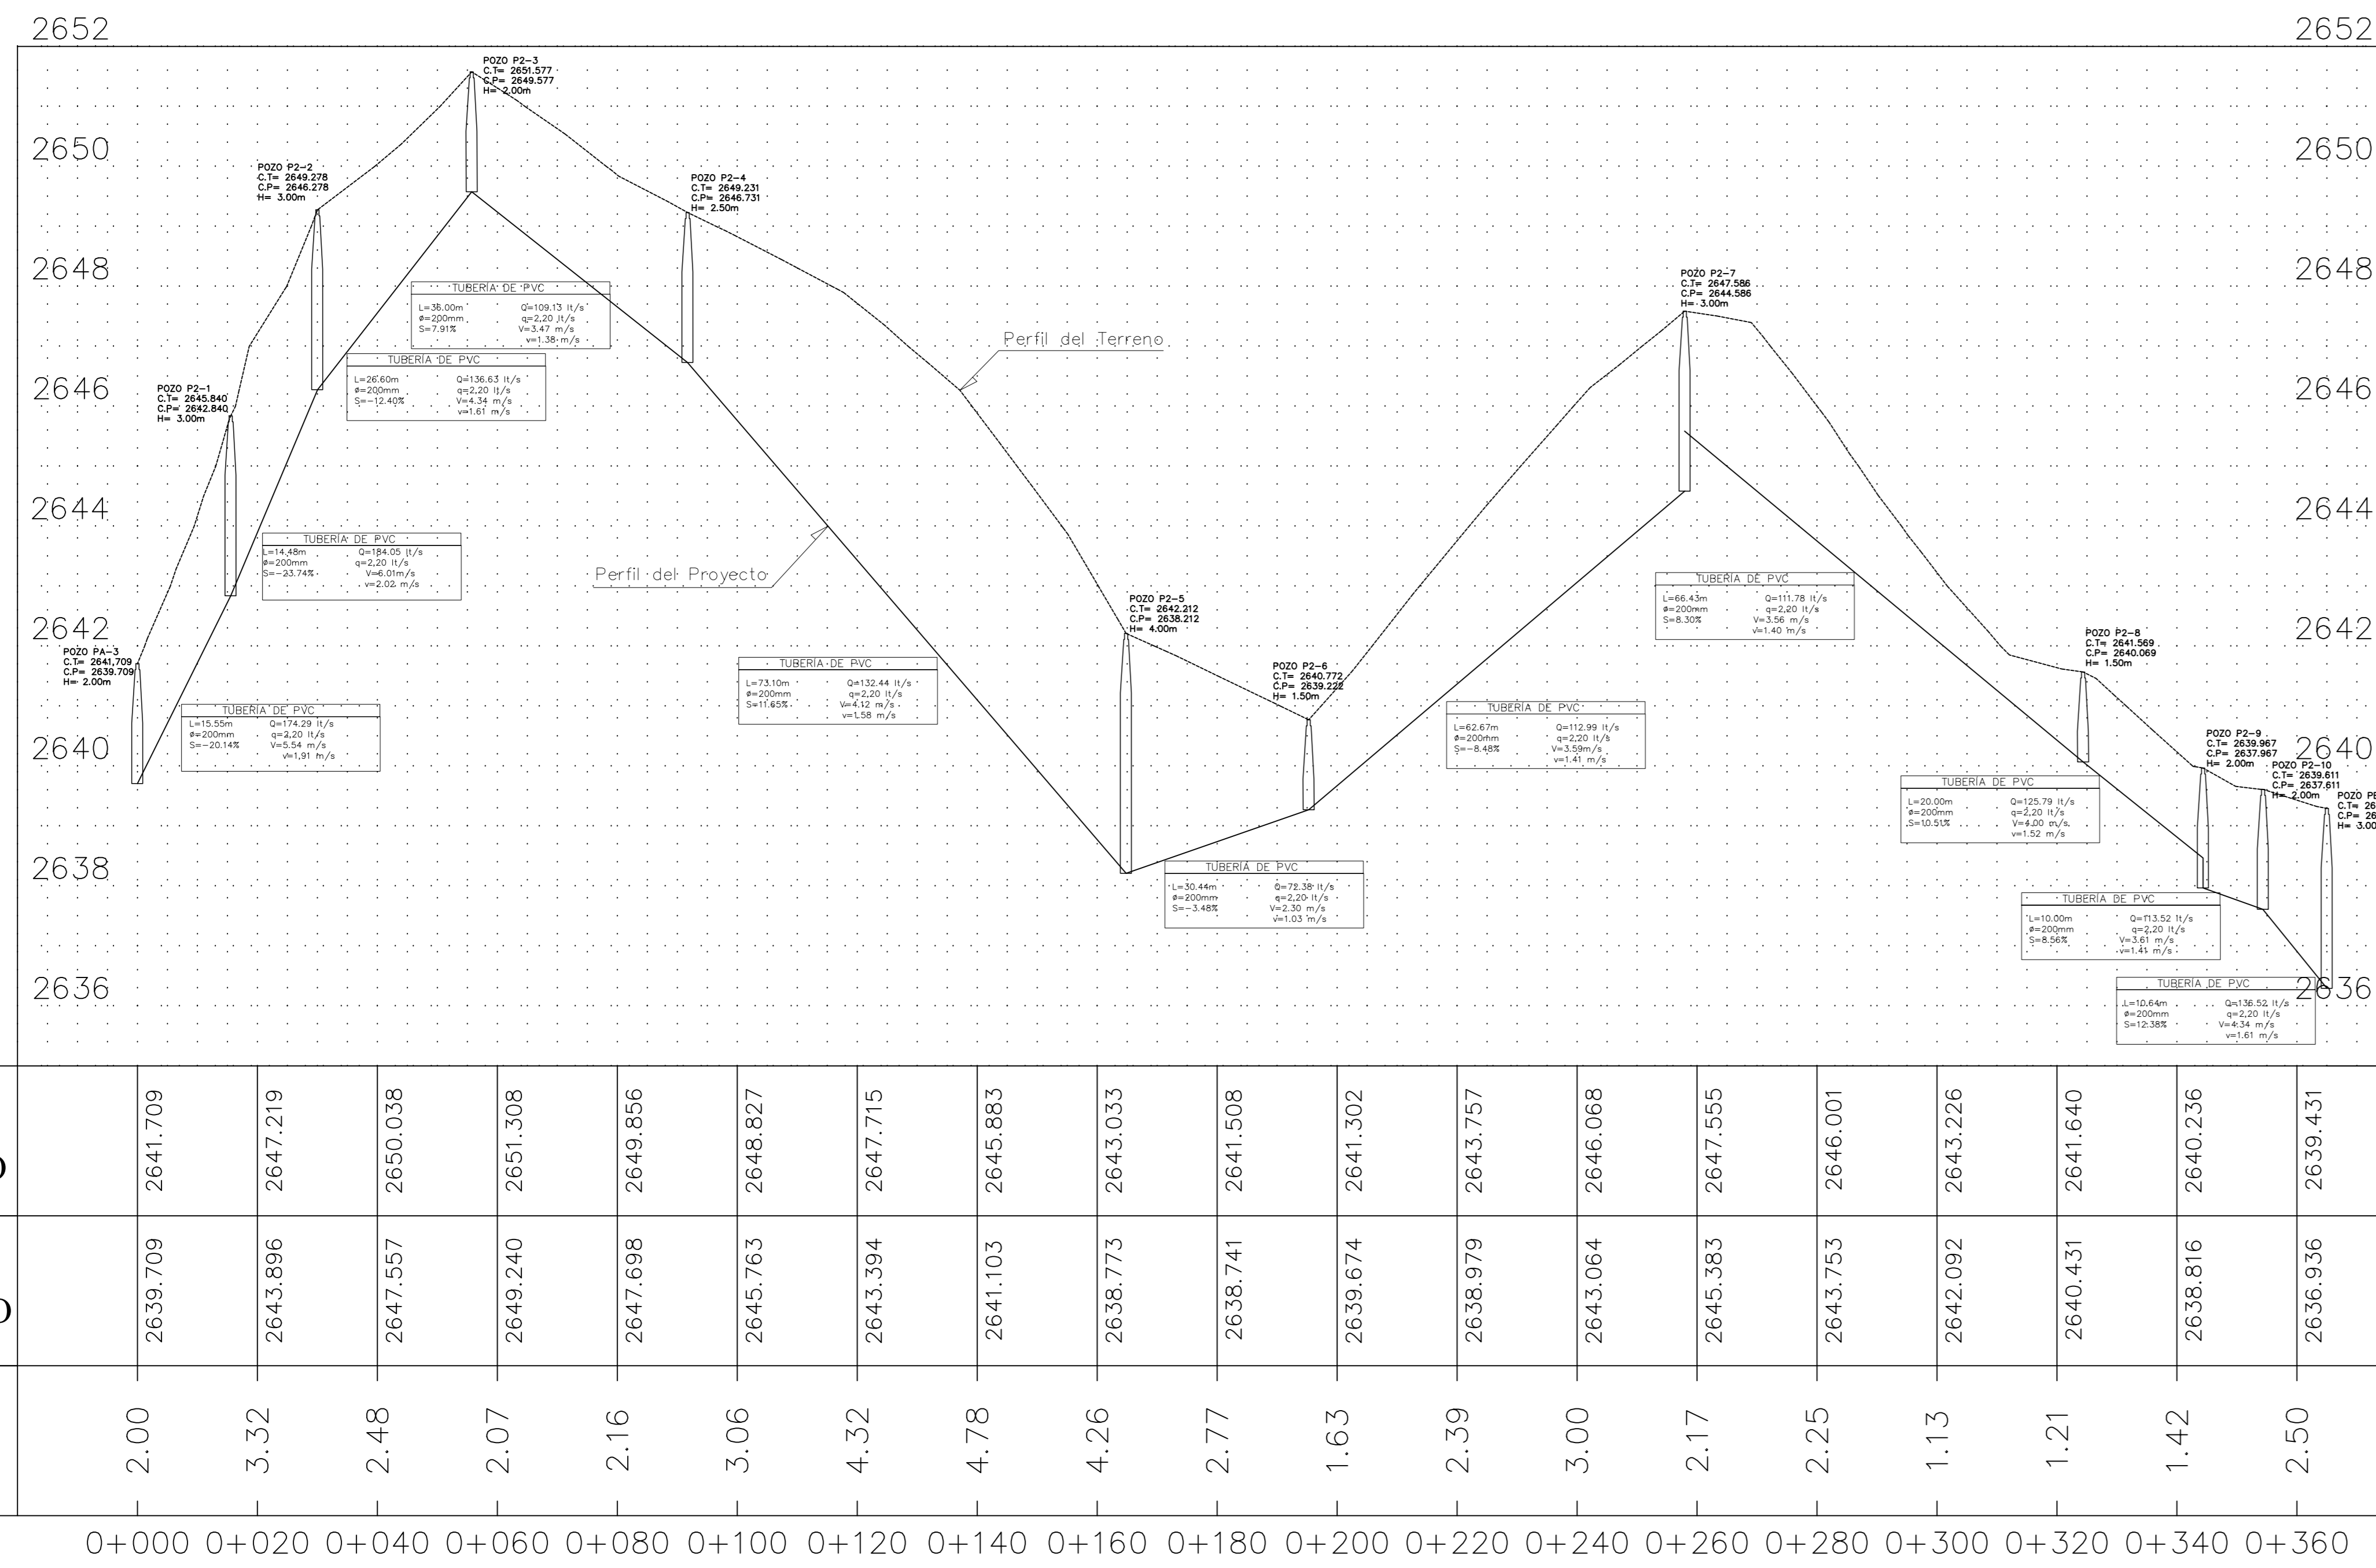 2652
2652
2650
2650
2648
2648
2646
2646
2644
2644
2642
2642
2640
2640
2638
2638
2636
2636
POZO PA-3
C.T= 2641.709
C.P= 2639.709
H= 2.00m
POZO P2-1
C.T= 2645.840
C.P= 2642.840
H= 3.00m
POZO P2-2
C.T= 2649.278
C.P= 2646.278
H= 3.00m
POZO P2-3
C.T= 2651.577
C.P= 2649.577
H= 2.00m
POZO P2-4
C.T= 2649.231
C.P= 2646.731
H= 2.50m
POZO P2-5
C.T= 2642.212
C.P= 2638.212
H= 4.00m
POZO P2-6
C.T= 2640.772
C.P= 2639.222
H= 1.50m
POZO P2-7
C.T= 2647.586
C.P= 2644.586
H= 3.00m
POZO P2-8
C.T= 2641.569
C.P= 2640.069
H= 1.50m
POZO P2-9
C.T= 2639.967
C.P= 2637.967
H= 2.00m
POZO P2-10
C.T= 2639.611
C.P= 2637.611
H= 2.00m
POZO
C.T= 26
C.P= 26
H= 3.00
Perfil del Terreno
Perfil del Proyecto
TUBERÍA DE PVC
L=15.55m Q=174.29 lt/s
ø=200mm q=2,20 lt/s
S=-20.14% V=5.54 m/s
v=1,91 m/s
TUBERÍA DE PVC
L=14.48m Q=184.05 lt/s
ø=200mm q=2,20 lt/s
S=-23.74% V=6.01m/s
v=2.02 m/s
TUBERÍA DE PVC
L=26.60m Q=136.63 lt/s
ø=200mm q=2,20 lt/s
S=-12.40% V=4.34 m/s
v=1.61 m/s
TUBERÍA DE PVC
L=36.00m Q=109.13 lt/s
ø=200mm q=2,20 lt/s
S=7.91% V=3.47 m/s
v=1.38 m/s
TUBERÍA DE PVC
L=73.10m Q=132.44 lt/s
ø=200mm q=2,20 lt/s
S=11.65% V=4.12 m/s
v=1.58 m/s
TUBERÍA DE PVC
L=30.44m Q=72.38 lt/s
ø=200mm q=2,20 lt/s
S=-3.48% V=2.30 m/s
v=1.03 m/s
TUBERÍA DE PVC
L=62.67m Q=112.99 lt/s
ø=200mm q=2,20 lt/s
S=-8.48% V=3.59m/s
v=1.41 m/s
TUBERÍA DE PVC
L=66.43m Q=111.78 lt/s
ø=200mm q=2,20 lt/s
S=8.30% V=3.56 m/s
v=1.40 m/s
TUBERÍA DE PVC
L=20.00m Q=125.79 lt/s
ø=200mm q=2,20 lt/s
S=10.51% V=4.00 m/s
v=1.52 m/s
TUBERÍA DE PVC
L=10.00m Q=113.52 lt/s
ø=200mm q=2,20 lt/s
S=8.56% V=3.61 m/s
v=1.41 m/s
TUBERÍA DE PVC
L=10.64m Q=136.52 lt/s
ø=200mm q=2,20 lt/s
S=12.38% V=4.34 m/s
v=1.61 m/s
O
2641.709 2647.219 2650.038 2651.308 2649.856 2648.827 2647.715 2645.883 2643.033 2641.508 2641.302 2643.757 2646.068 2647.555 2646.001 2643.226 2641.640 2640.236 2639.431
O
2639.709 2643.896 2647.557 2649.240 2647.698 2645.763 2643.394 2641.103 2638.773 2638.741 2639.674 2638.979 2643.064 2645.383 2643.753 2642.092 2640.431 2638.816 2636.936
2.00 3.32 2.48 2.07 2.16 3.06 4.32 4.78 4.26 2.77 1.63 2.39 3.00 2.17 2.25 1.13 1.21 1.42 2.50
0+000 0+020 0+040 0+060 0+080 0+100 0+120 0+140 0+160 0+180 0+200 0+220 0+240 0+260 0+280 0+300 0+320 0+340 0+360